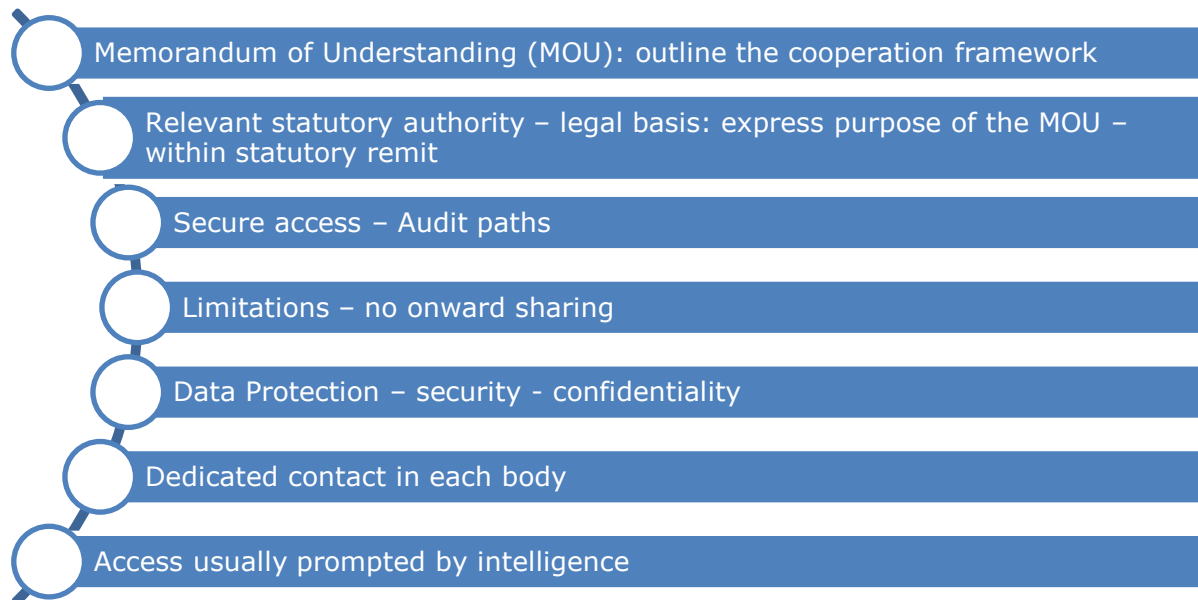 Memorandum of Understanding (MOU): outline the cooperation framework
Relevant statutory authority – legal basis: express purpose of the MOU –
within statutory remit
Secure access – Audit paths
Limitations – no onward sharing
Data Protection – security - confidentiality
Dedicated contact in each body
Access usually prompted by intelligence